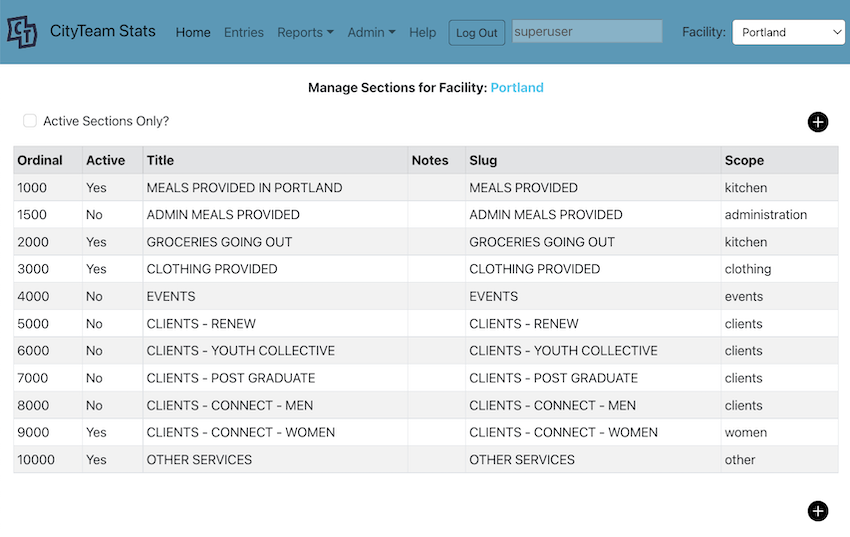 CT CityTeam Stats Home Entries Reports Admin Help Log Out superuser Facility: Portland
Manage Sections for Facility: Portland
Active Sections Only?
Ordinal Active Title Notes Slug Scope
1000 Yes MEALS PROVIDED IN PORTLAND MEALS PROVIDED kitchen
1500 No ADMIN MEALS PROVIDED ADMIN MEALS PROVIDED administration
2000 Yes GROCERIES GOING OUT GROCERIES GOING OUT kitchen
3000 Yes CLOTHING PROVIDED CLOTHING PROVIDED clothing
4000 No EVENTS EVENTS events
5000 No CLIENTS - RENEW CLIENTS - RENEW clients
6000 No CLIENTS - YOUTH COLLECTIVE CLIENTS - YOUTH COLLECTIVE clients
7000 No CLIENTS - POST GRADUATE CLIENTS - POST GRADUATE clients
8000 No CLIENTS - CONNECT - MEN CLIENTS - CONNECT - MEN clients
9000 Yes CLIENTS - CONNECT - WOMEN CLIENTS - CONNECT - WOMEN women
10000 Yes OTHER SERVICES OTHER SERVICES other